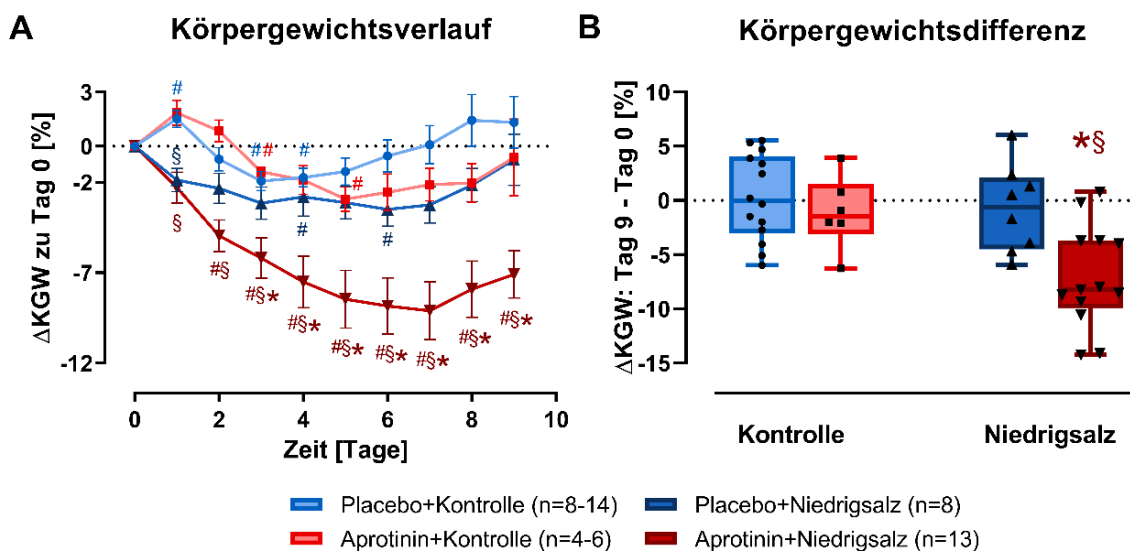 A
Körpergewichtsverlauf
ΔKGW zu Tag 0 [%]
3
0
-2
-7
-12
#
§
§
##
#
#
#
#
#§
#§*
#§*
#§*
#§*
#§*
#§*
#§*
0
2
4
6
8
10
Zeit [Tage]
B
Körpergewichtsdifferenz
ΔKGW: Tag 9 - Tag 0 [%]
10
5
0
-5
-10
-15
*§
Kontrolle
Niedrigsalz
Placebo+Kontrolle (n=8-14)
Placebo+Niedrigsalz (n=8)
Aprotinin+Kontrolle (n=4-6)
Aprotinin+Niedrigsalz (n=13)